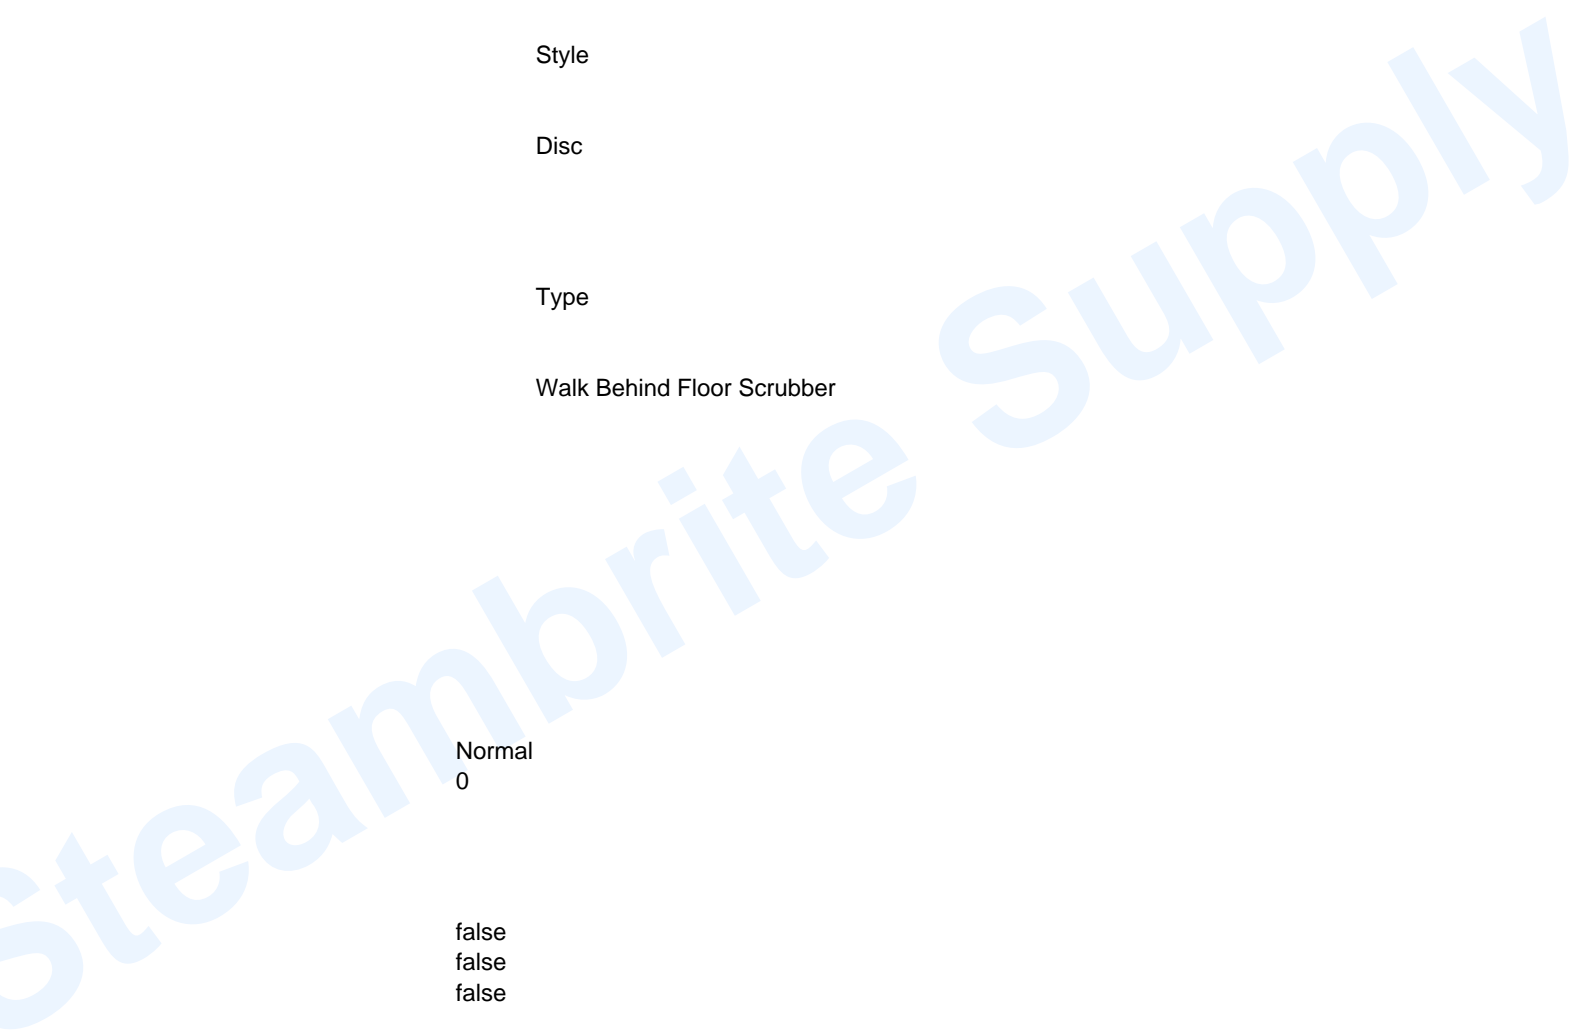 Style
Disc
Type
Walk Behind Floor Scrubber
Normal
0
false
false
false
Steambrite Supply